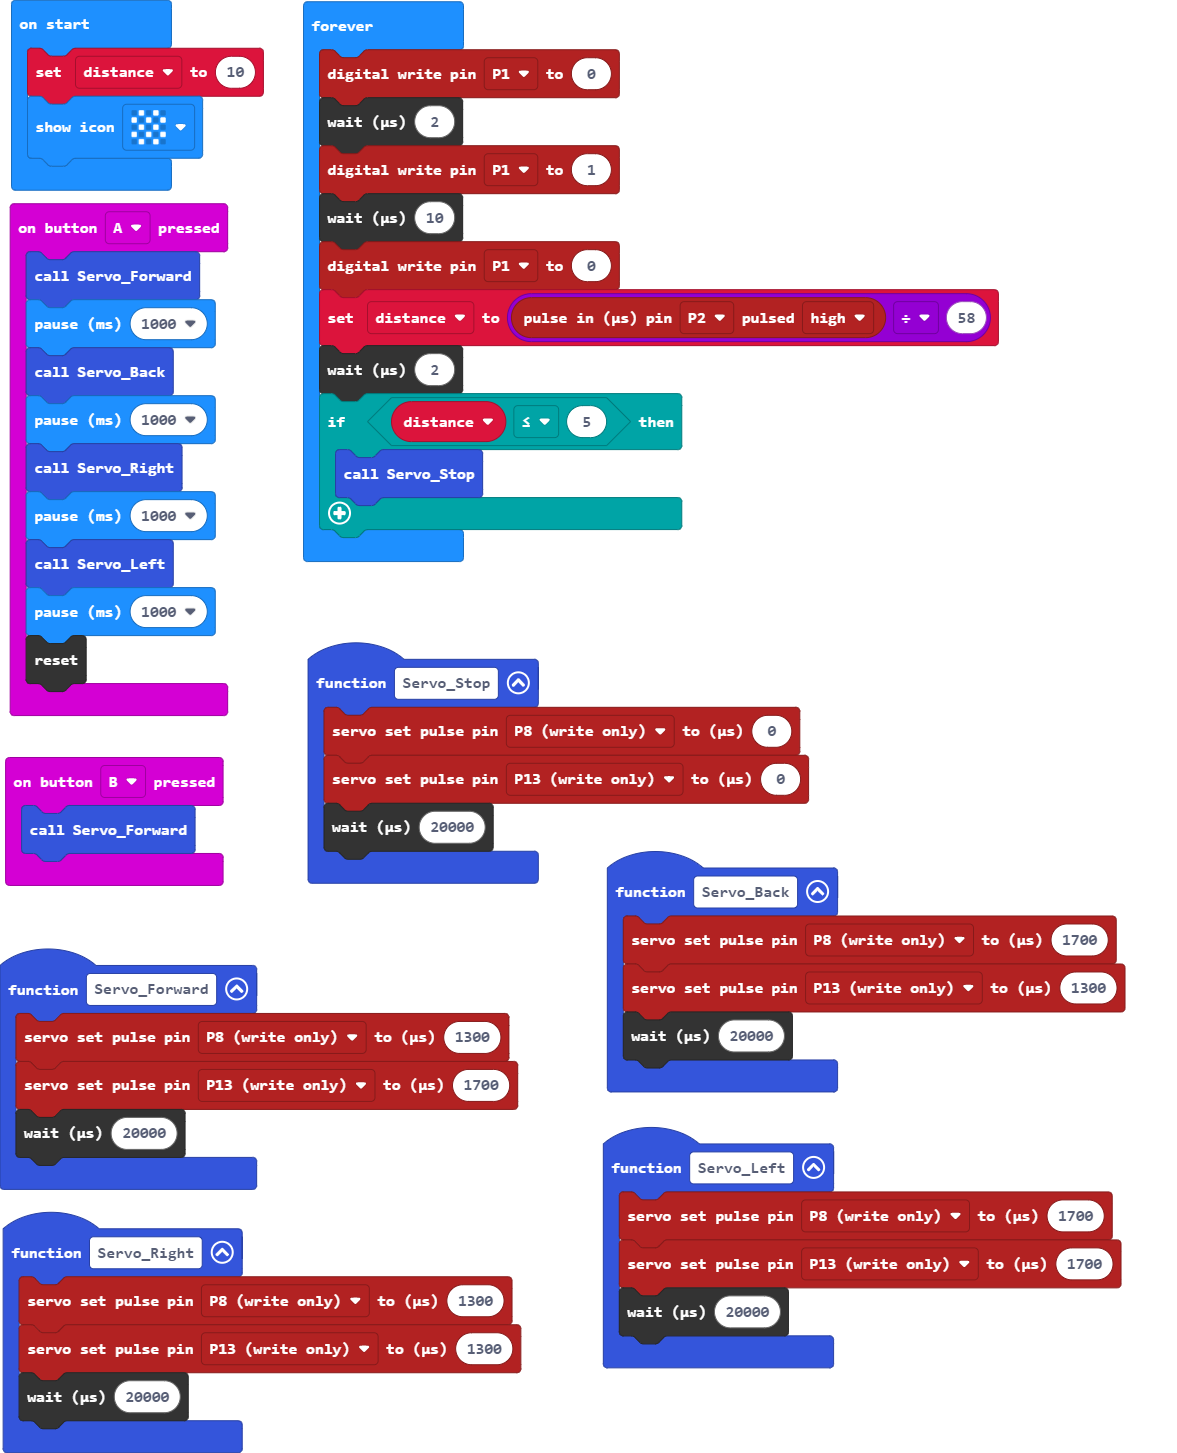 on start
set distance to 10
show icon
on button A pressed
call Servo_Forward
pause (ms) 1000
call Servo_Back
pause (ms) 1000
call Servo_Right
pause (ms) 1000
call Servo_Left
pause (ms) 1000
reset
on button B pressed
call Servo_Forward
forever
digital write pin P1 to 0
wait (µs) 2
digital write pin P1 to 1
wait (µs) 10
digital write pin P1 to 0
set distance to pulse in (µs) pin P2 pulsed high ÷ 58
wait (µs) 2
if distance ≤ 5 then
call Servo_Stop
function Servo_Stop
servo set pulse pin P8 (write only) to (µs) 0
servo set pulse pin P13 (write only) to (µs) 0
wait (µs) 20000
function Servo_Back
servo set pulse pin P8 (write only) to (µs) 1700
servo set pulse pin P13 (write only) to (µs) 1300
wait (µs) 20000
function Servo_Forward
servo set pulse pin P8 (write only) to (µs) 1300
servo set pulse pin P13 (write only) to (µs) 1700
wait (µs) 20000
function Servo_Left
servo set pulse pin P8 (write only) to (µs) 1700
servo set pulse pin P13 (write only) to (µs) 1700
wait (µs) 20000
function Servo_Right
servo set pulse pin P8 (write only) to (µs) 1300
servo set pulse pin P13 (write only) to (µs) 1300
wait (µs) 20000